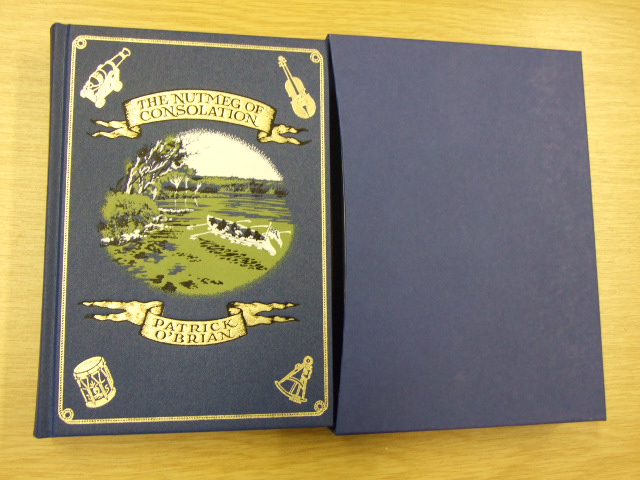 THE NUTMEG OF
CONSOLATION
PATRICK
O'BRIAN